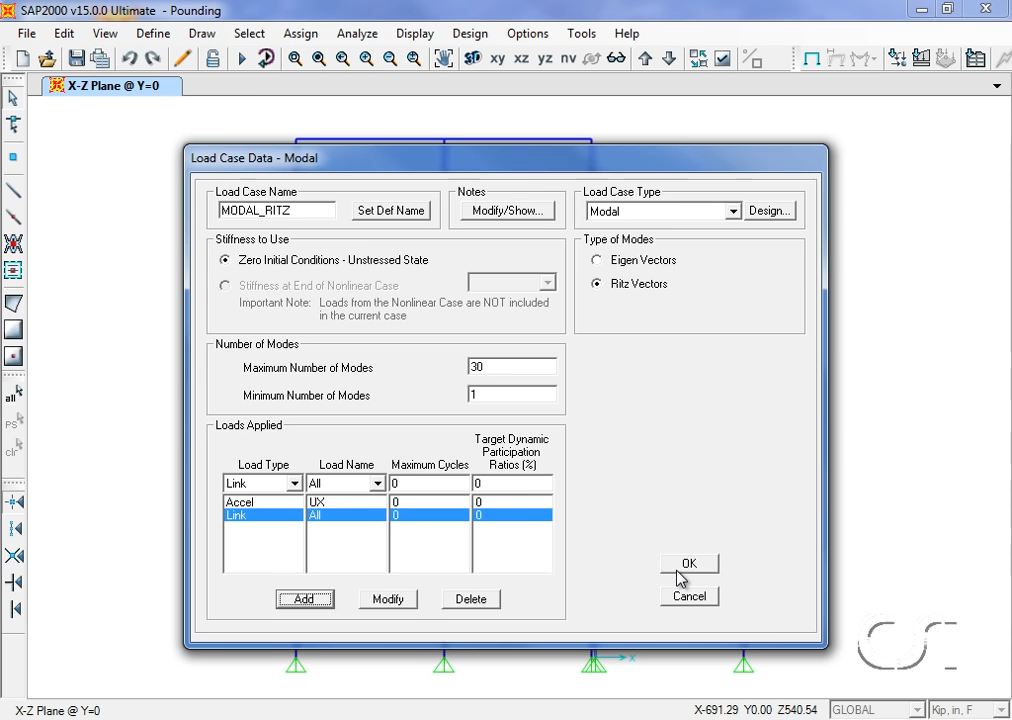 SAP2000 v15.0.0 Ultimate - Pounding
File Edit View Define Draw Select Assign Analyze Display Design Options Tools Help
3D xy xz yz nv
X-Z Plane @ Y=0
Load Case Data - Modal
Load Case Name
MODAL_RITZ
Set Def Name
Notes
Modify/Show...
Load Case Type
Modal
Design...
Stiffness to Use
Zero Initial Conditions - Unstressed State
Stiffness at End of Nonlinear Case
Important Note: Loads from the Nonlinear Case are NOT included
in the current case
Type of Modes
Eigen Vectors
Ritz Vectors
Number of Modes
Maximum Number of Modes 30
Minimum Number of Modes 1
Loads Applied
Target Dynamic
Participation
Load Type Load Name Maximum Cycles Ratios (%)
Link All 0 0
Accel UX 0 0
Link All 0 0
Add Modify Delete
OK
Cancel
all
PS
clr
x
CSI
X-Z Plane @ Y=0
X-691.29 Y0.00 Z540.54
GLOBAL
Kip, in, F